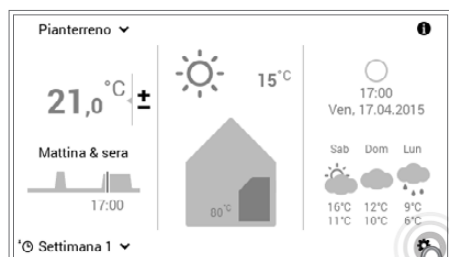 Pianterreno
21,0°C ±
15°C
17:00
Ven, 17.04.2015
Mattina & sera
17:00
Sab Dom Lun
16°C 12°C 9°C
11°C 10°C 6°C
Settimana 1